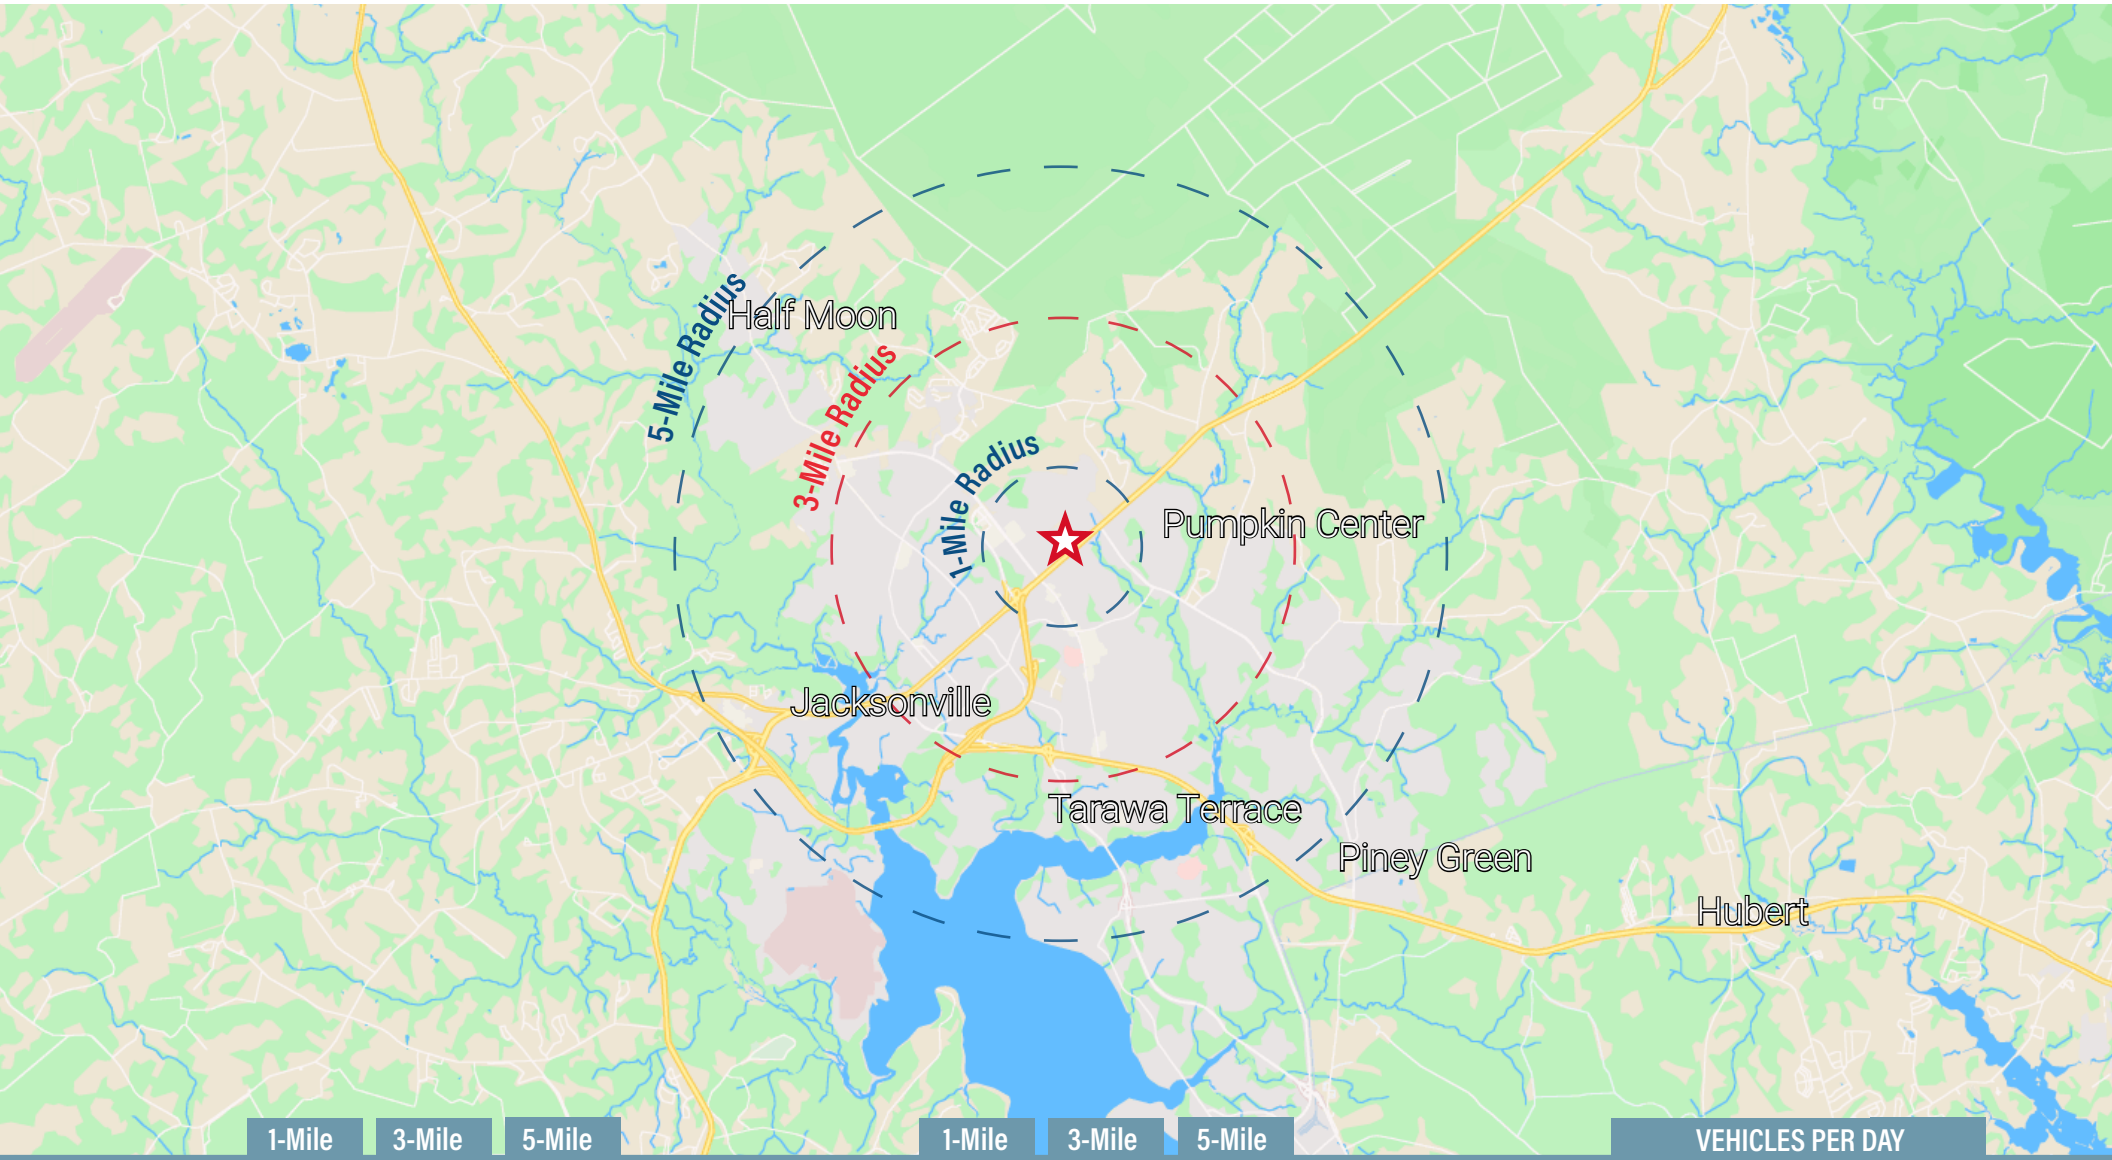 5-Mile Radius
Half Moon
3-Mile Radius
1-Mile Radius
Pumpkin Center
Jacksonville
Tarawa Terrace
Piney Green
Hubert
1-Mile 3-Mile 5-Mile 1-Mile 3-Mile 5-Mile VEHICLES PER DAY